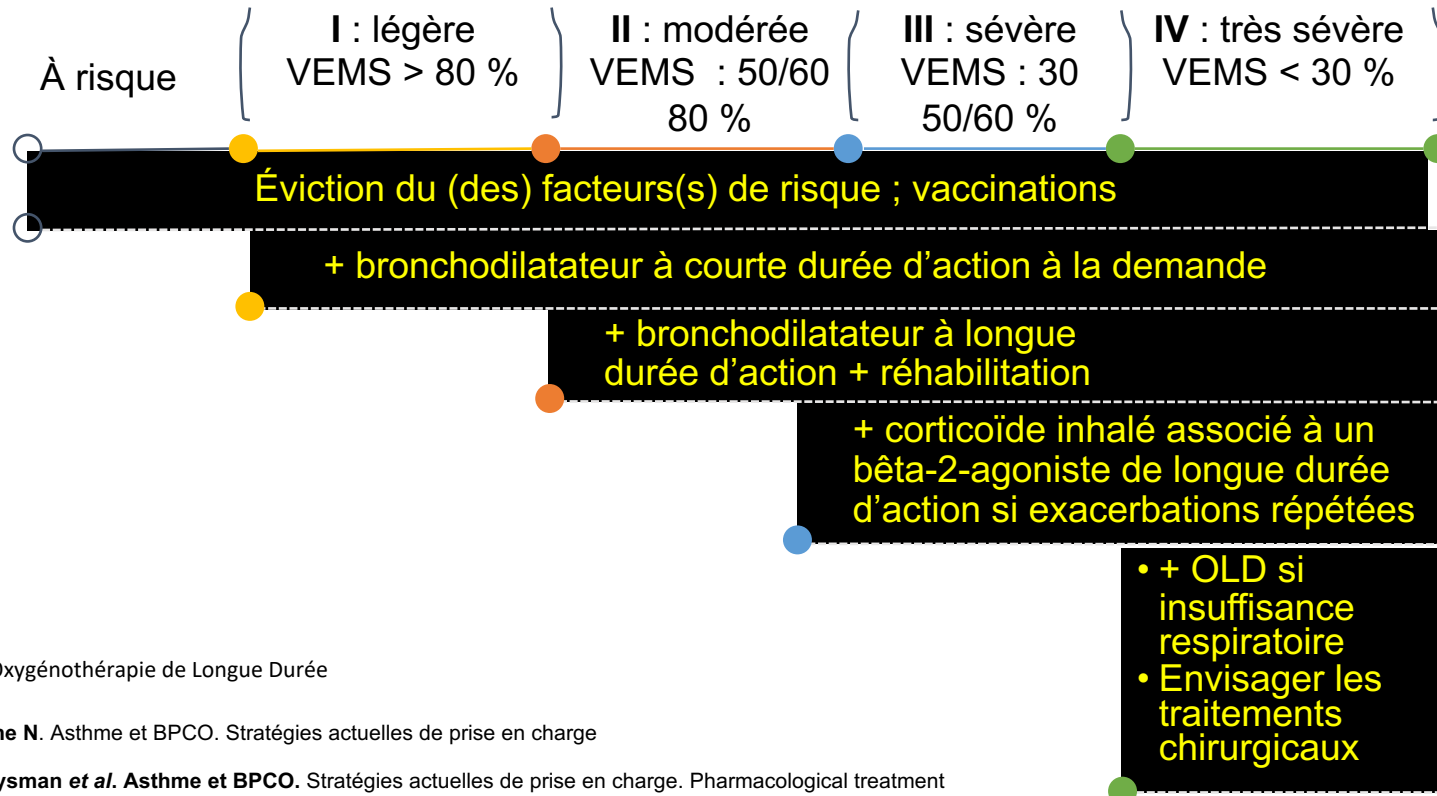 À risque
I : légère
VEMS > 80 %
II : modérée
VEMS : 50/60
80 %
III : sévère
VEMS : 30
50/60 %
IV : très sévère
VEMS < 30 %
Éviction du (des) facteurs(s) de risque ; vaccinations
+ bronchodilatateur à courte durée d’action à la demande
+ bronchodilatateur à longue
durée d’action + réhabilitation
+ corticoïde inhalé associé à un
bêta-2-agoniste de longue durée
d’action si exacerbations répétées
• + OLD si
insuffisance
respiratoire
• Envisager les
traitements
chirurgicaux
Oxygénothérapie de Longue Durée
N. Asthme et BPCO. Stratégies actuelles de prise en charge
et al. Asthme et BPCO. Stratégies actuelles de prise en charge. Pharmacological treatment